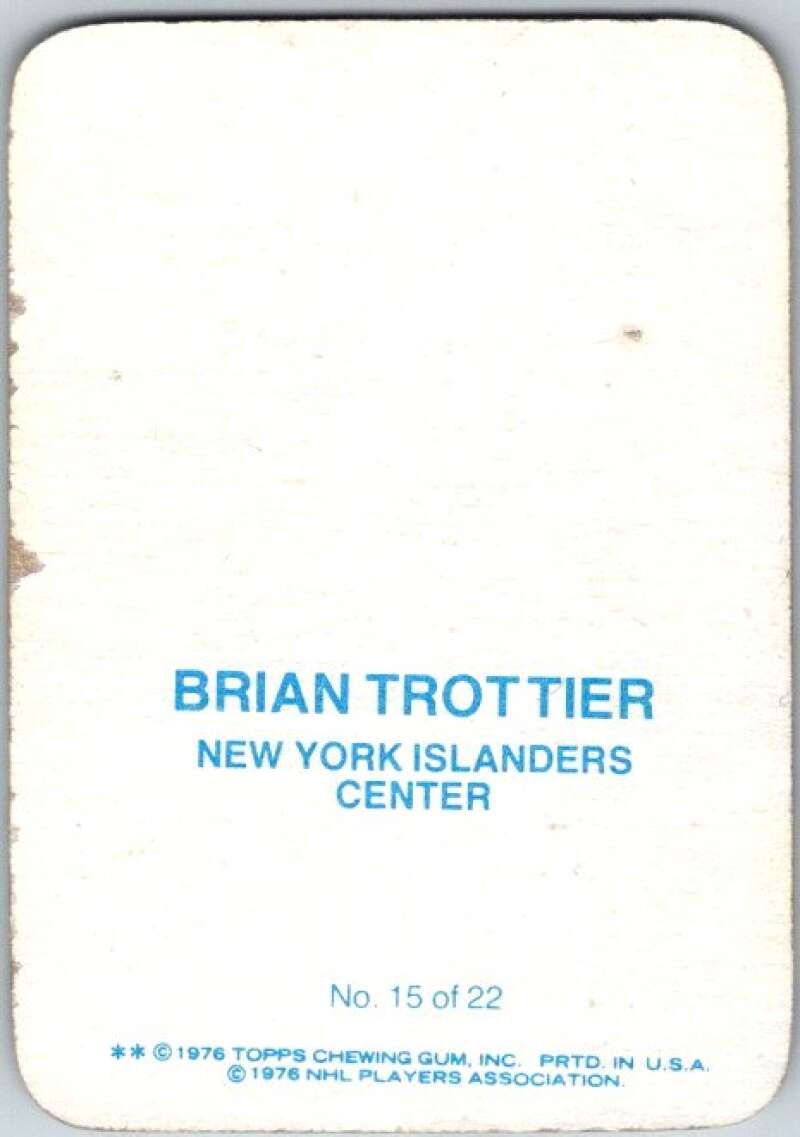 BRIAN TROTTIER
NEW YORK ISLANDERS
CENTER
No. 15 of 22
** © 1976 TOPPS CHEWING GUM, INC. PRTD. IN U.S.A.
© 1976 NHL PLAYERS ASSOCIATION.